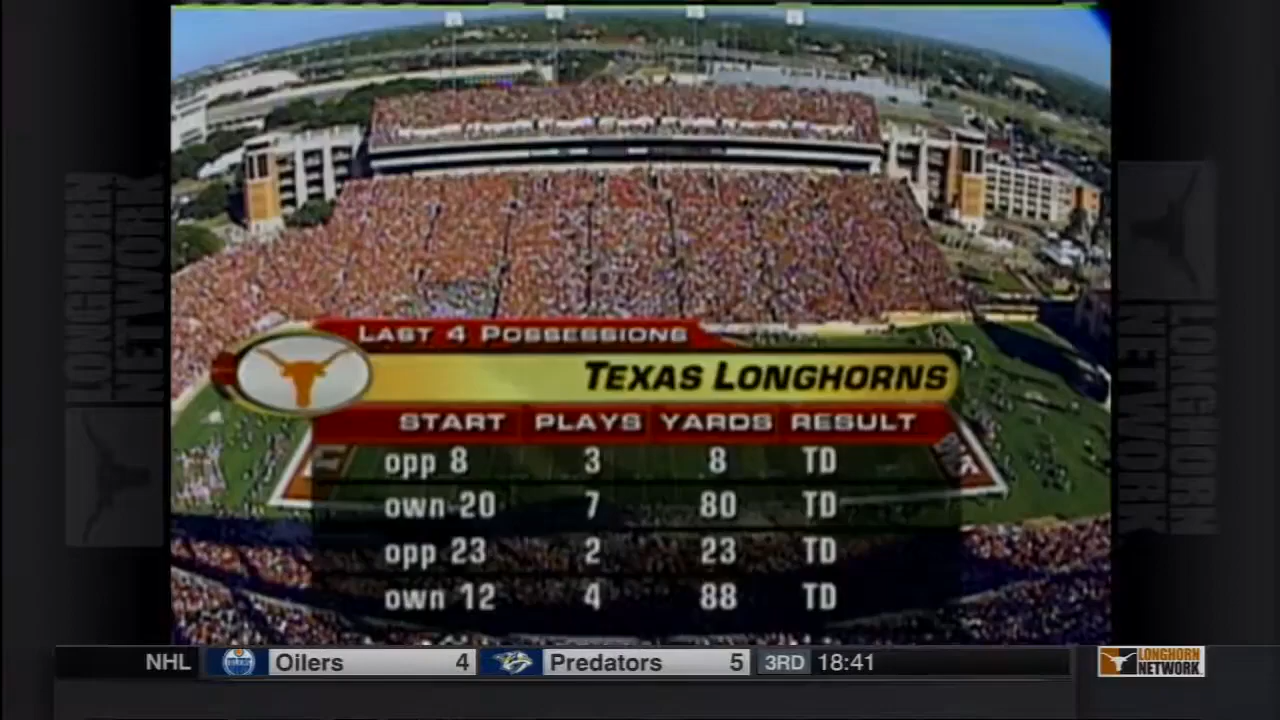 LAST 4 POSSESSIONS
TEXAS LONGHORNS
START PLAYS YARDS RESULT
opp 8 3 8 TD
own 20 7 80 TD
opp 23 2 23 TD
own 12 4 88 TD
LONGHORN
NETWORK
LONGHORN
NETWORK
NHL OILERS Oilers 4 Predators 5 3RD 18:41
LONGHORN
NETWORK